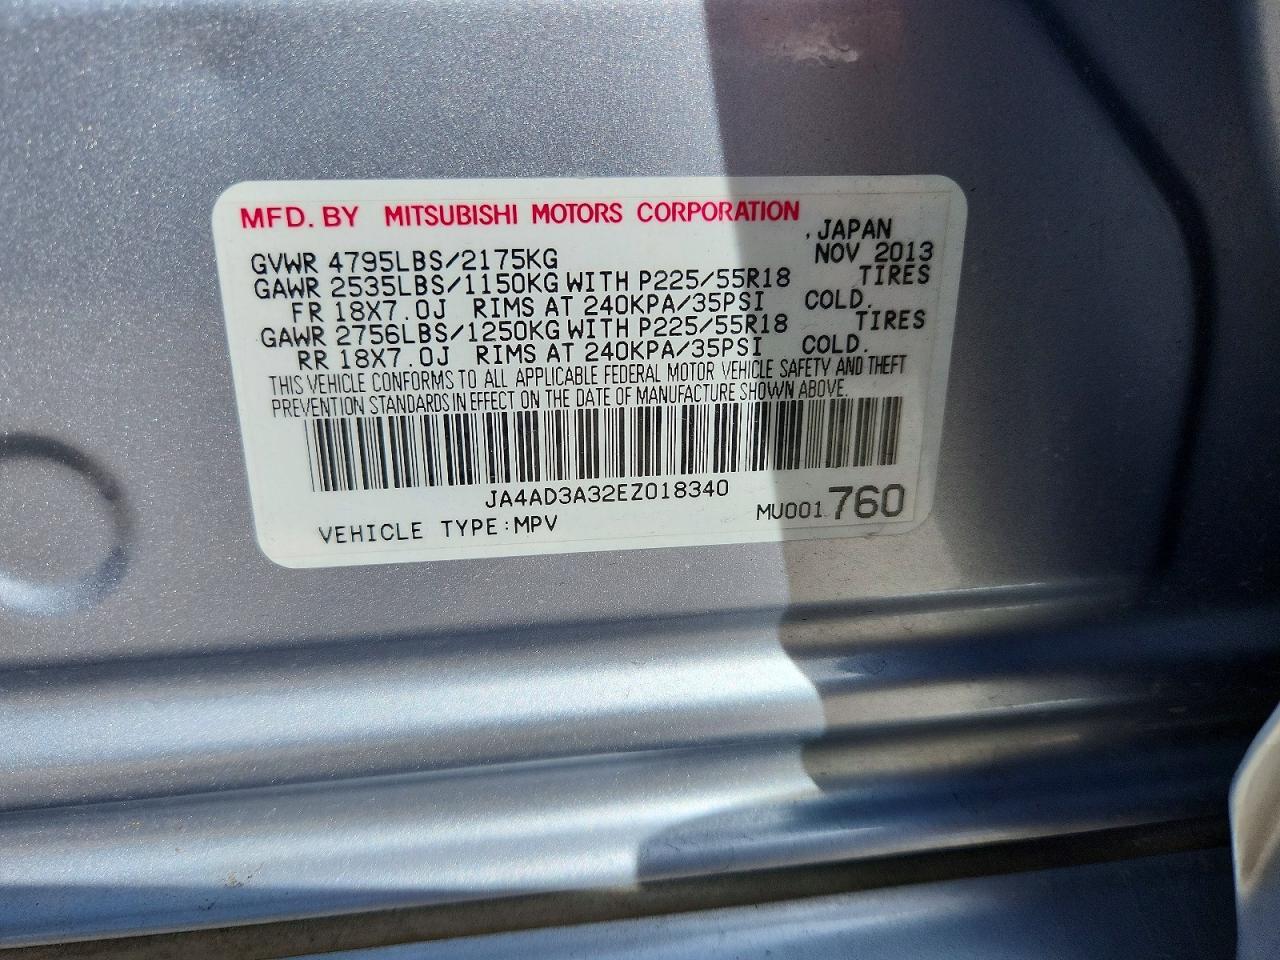 MFD. BY MITSUBISHI MOTORS CORPORATION
, JAPAN
GVWR 4795LBS/2175KG NOV 2013
GAWR 2535LBS/1150KG WITH P225/55R18 TIRES
FR 18X7.0J RIMS AT 240KPA/35PSI COLD.
GAWR 2756LBS/1250KG WITH P225/55R18 TIRES
RR 18X7.0J RIMS AT 240KPA/35PSI COLD.
THIS VEHICLE CONFORMS TO ALL APPLICABLE FEDERAL MOTOR VEHICLE SAFETY AND THEFT
PREVENTION STANDARDS IN EFFECT ON THE DATE OF MANUFACTURE SHOWN ABOVE.
JA4AD3A32EZ018340
VEHICLE TYPE:MPV MU001 760